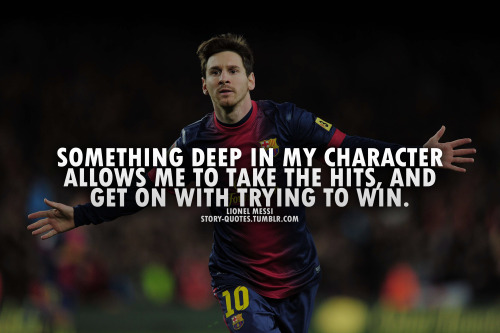 SOMETHING DEEP IN MY CHARACTER
ALLOWS ME TO TAKE THE HITS, AND
GET ON WITH TRYING TO WIN.
LIONEL MESSI
STORY-QUOTES.TUMBLR.COM
10